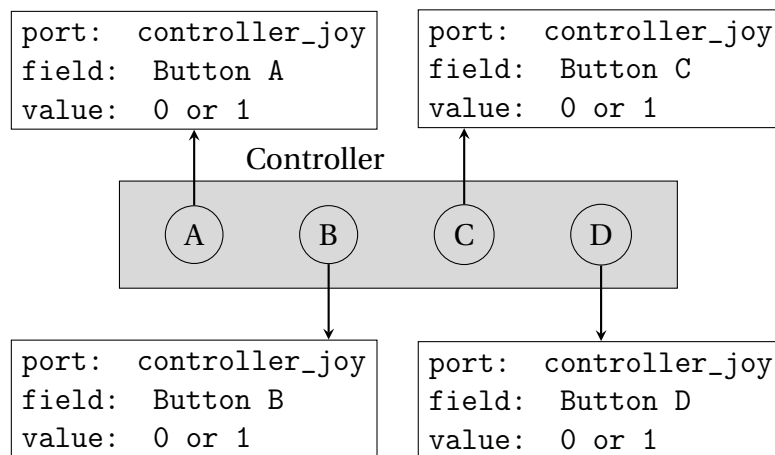 port: controller_joy
field: Button A
value: 0 or 1
port: controller_joy
field: Button C
value: 0 or 1
Controller
A
B
C
D
port: controller_joy
field: Button B
value: 0 or 1
port: controller_joy
field: Button D
value: 0 or 1